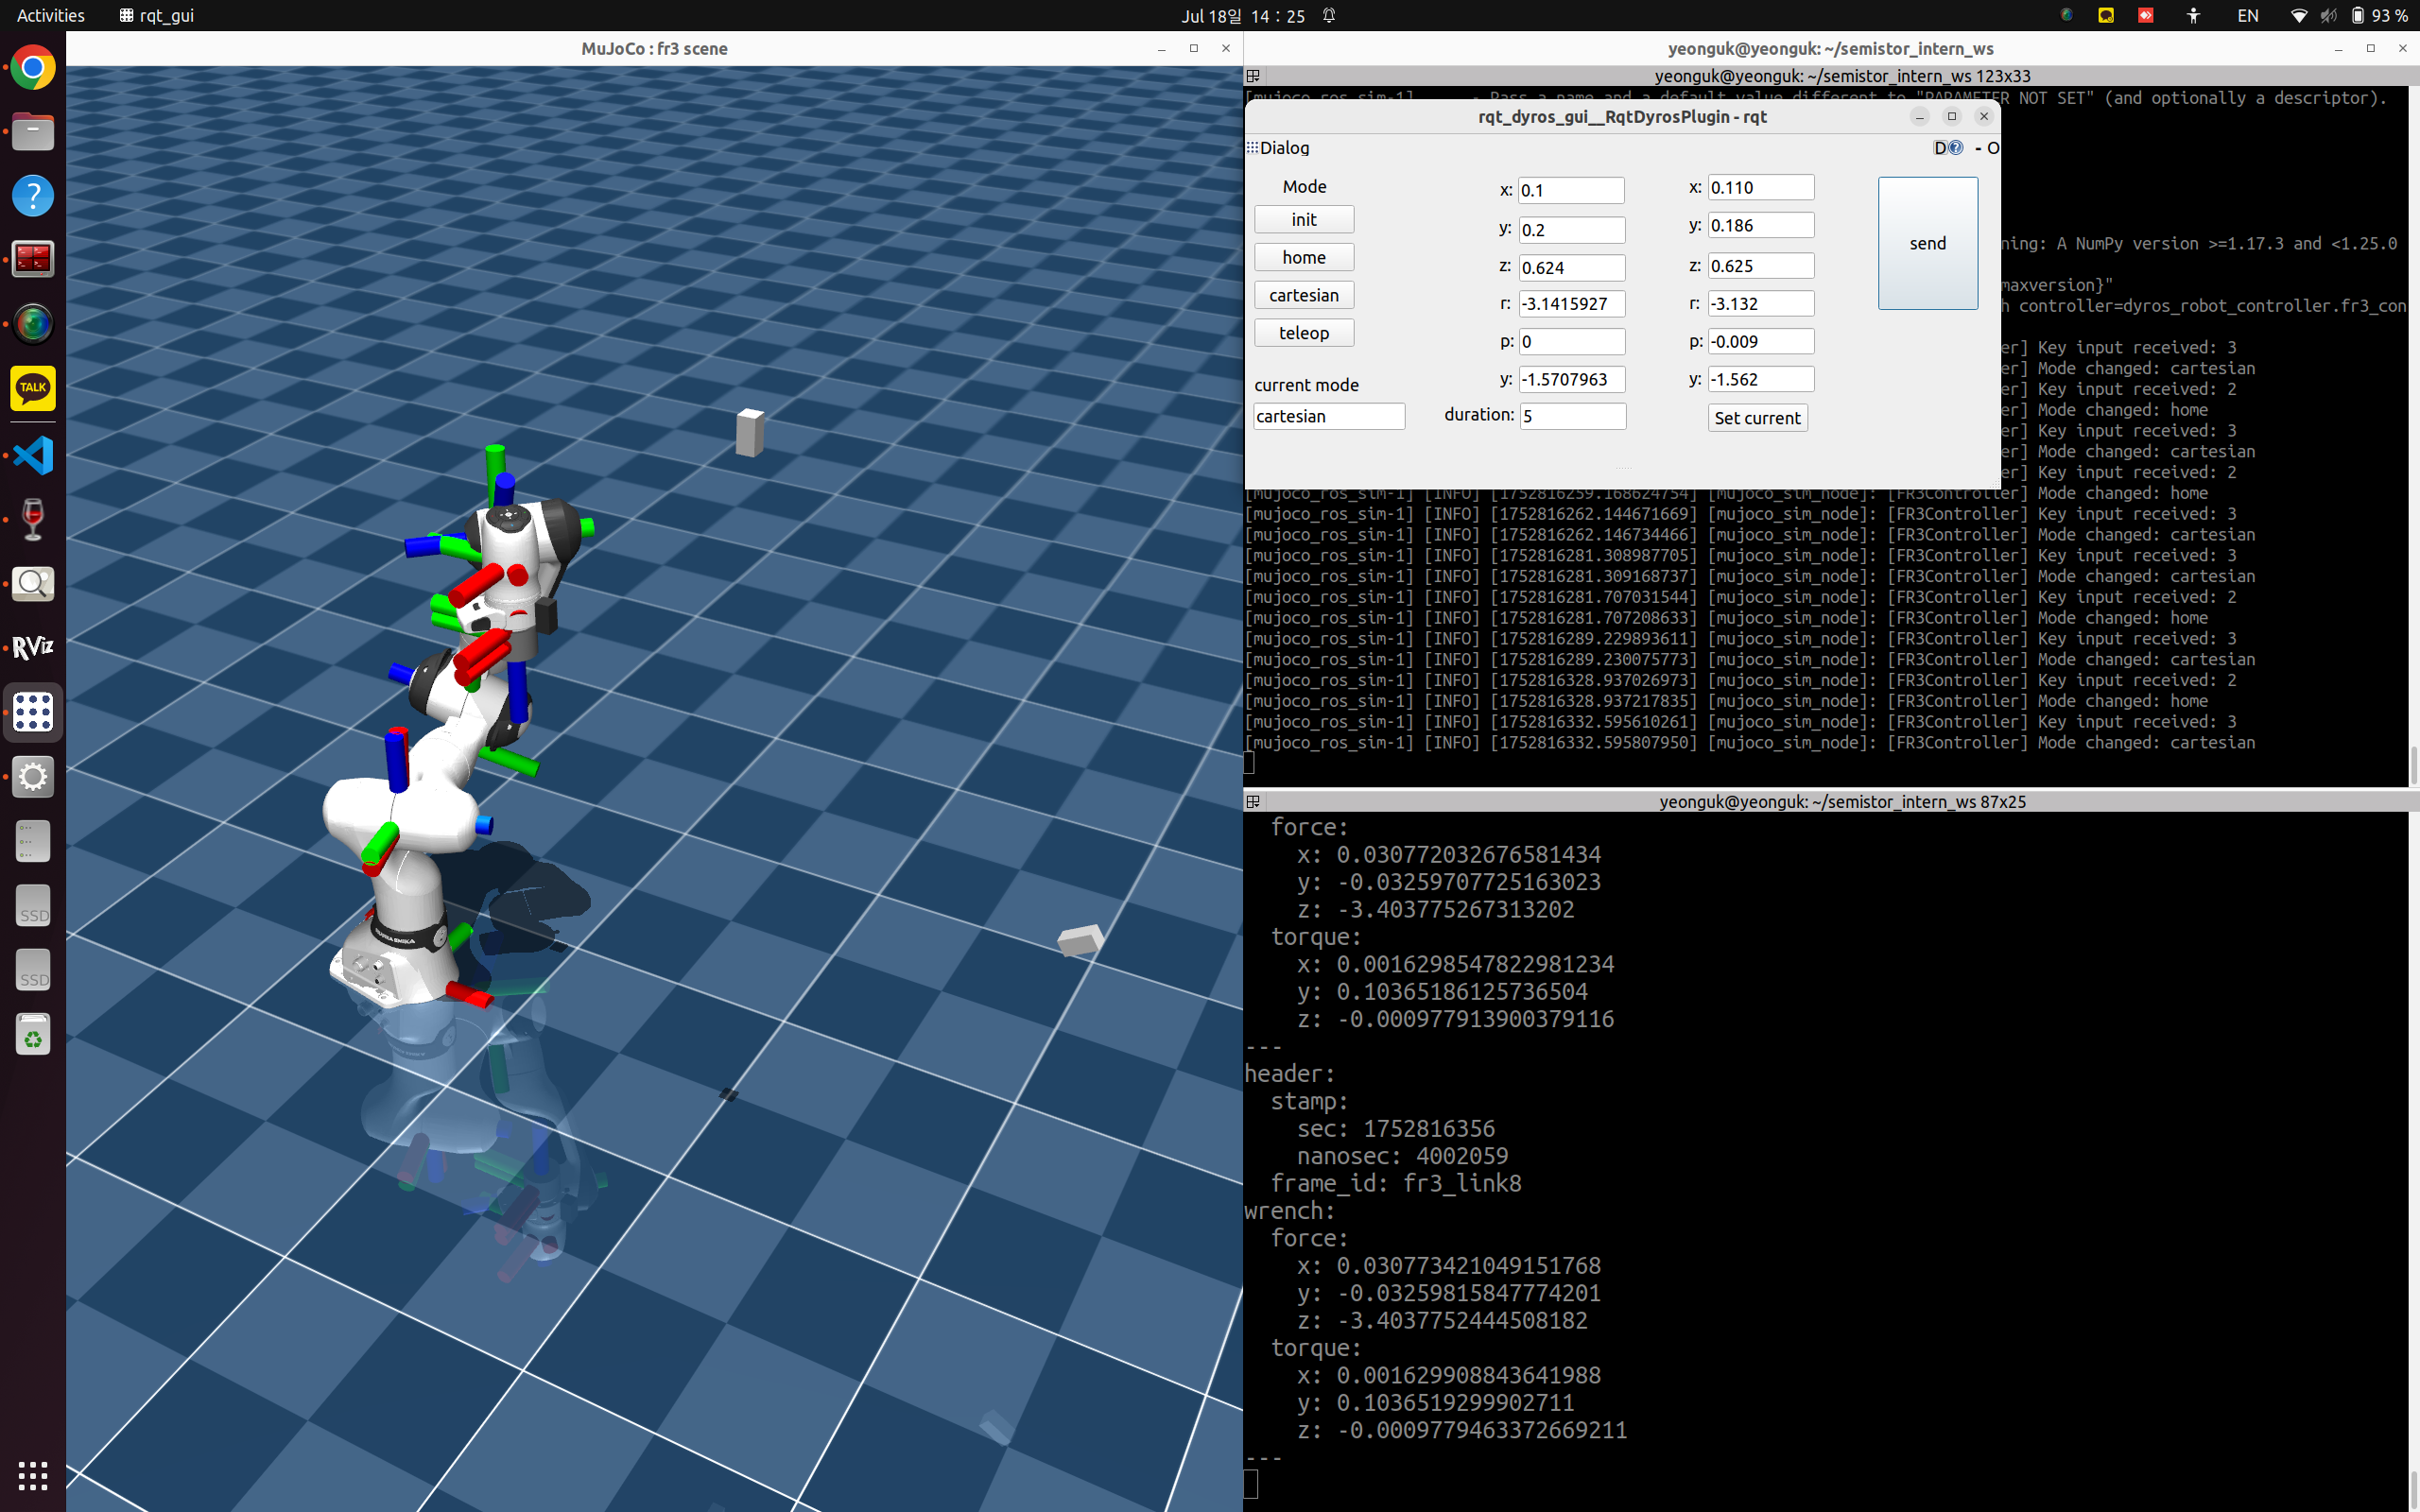 Activities rqt_gui Jul 18일 14 : 25 EN 93 %
MuJoCo : fr3 scene
yeonguk@yeonguk: ~/semistor_intern_ws
yeonguk@yeonguk: ~/semistor_intern_ws 123x33
[mujoco_ros_sim-1] - Pass a name and a default value different to "PARAMETER NOT SET" (and optionally a descriptor).
rqt_dyros_gui__RqtDyrosPlugin - rqt
Dialog D - O
Mode
init
home
cartesian
teleop
current mode
cartesian
x: 0.1
y: 0.2
z: 0.624
r: -3.1415927
p: 0
y: -1.5707963
duration: 5
x: 0.110
y: 0.186
z: 0.625
r: -3.132
p: -0.009
y: -1.562
Set current
send
ning: A NumPy version >=1.17.3 and <1.25.0
maxversion}"
h controller=dyros_robot_controller.fr3_con
er] Key input received: 3
er] Mode changed: cartesian
er] Key input received: 2
er] Mode changed: home
er] Key input received: 3
er] Mode changed: cartesian
er] Key input received: 2
[mujoco_ros_sim-1] [INFO] [1752816259.168624754] [mujoco_sim_node]: [FR3Controller] Mode changed: home
[mujoco_ros_sim-1] [INFO] [1752816262.144671669] [mujoco_sim_node]: [FR3Controller] Key input received: 3
[mujoco_ros_sim-1] [INFO] [1752816262.146734466] [mujoco_sim_node]: [FR3Controller] Mode changed: cartesian
[mujoco_ros_sim-1] [INFO] [1752816281.308987705] [mujoco_sim_node]: [FR3Controller] Key input received: 3
[mujoco_ros_sim-1] [INFO] [1752816281.309168737] [mujoco_sim_node]: [FR3Controller] Mode changed: cartesian
[mujoco_ros_sim-1] [INFO] [1752816281.707031544] [mujoco_sim_node]: [FR3Controller] Key input received: 2
[mujoco_ros_sim-1] [INFO] [1752816281.707208633] [mujoco_sim_node]: [FR3Controller] Mode changed: home
[mujoco_ros_sim-1] [INFO] [1752816289.229893611] [mujoco_sim_node]: [FR3Controller] Key input received: 3
[mujoco_ros_sim-1] [INFO] [1752816289.230075773] [mujoco_sim_node]: [FR3Controller] Mode changed: cartesian
[mujoco_ros_sim-1] [INFO] [1752816328.937026973] [mujoco_sim_node]: [FR3Controller] Key input received: 2
[mujoco_ros_sim-1] [INFO] [1752816328.937217835] [mujoco_sim_node]: [FR3Controller] Mode changed: home
[mujoco_ros_sim-1] [INFO] [1752816332.595610261] [mujoco_sim_node]: [FR3Controller] Key input received: 3
[mujoco_ros_sim-1] [INFO] [1752816332.595807950] [mujoco_sim_node]: [FR3Controller] Mode changed: cartesian
yeonguk@yeonguk: ~/semistor_intern_ws 87x25
force:
x: 0.030772032676581434
y: -0.03259707725163023
z: -3.403775267313202
torque:
x: 0.0016298547822981234
y: 0.10365186125736504
z: -0.000977913900379116
---
header:
stamp:
sec: 1752816356
nanosec: 4002059
frame_id: fr3_link8
wrench:
force:
x: 0.030773421049151768
y: -0.03259815847774201
z: -3.4037752444508182
torque:
x: 0.001629908843641988
y: 0.1036519299902711
z: -0.0009779463372669211
---
TALK
RViz
SSD
SSD